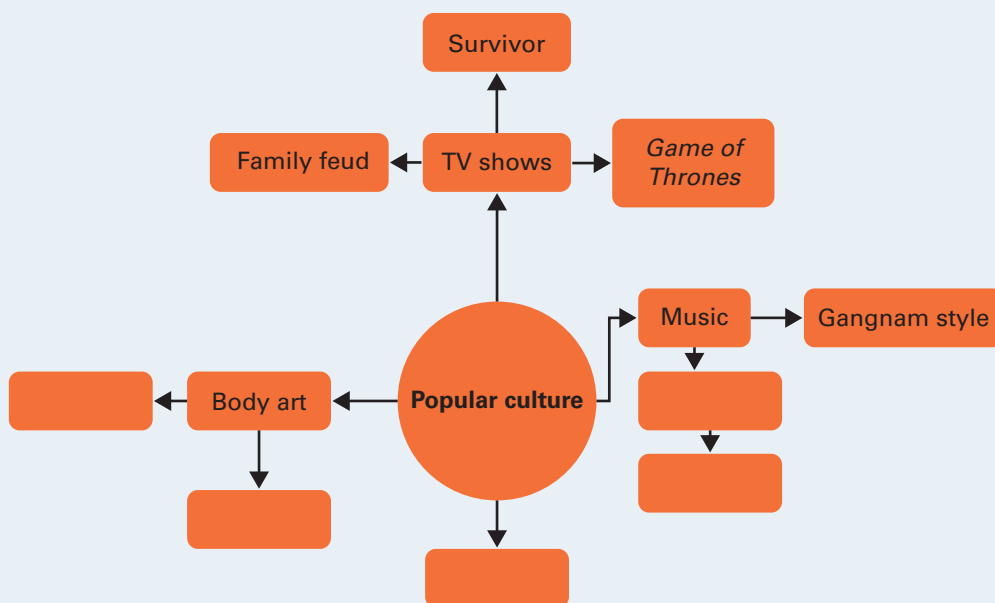 Survivor
Family feud
TV shows
Game of
Thrones
Music
Gangnam style
Body art
Popular culture